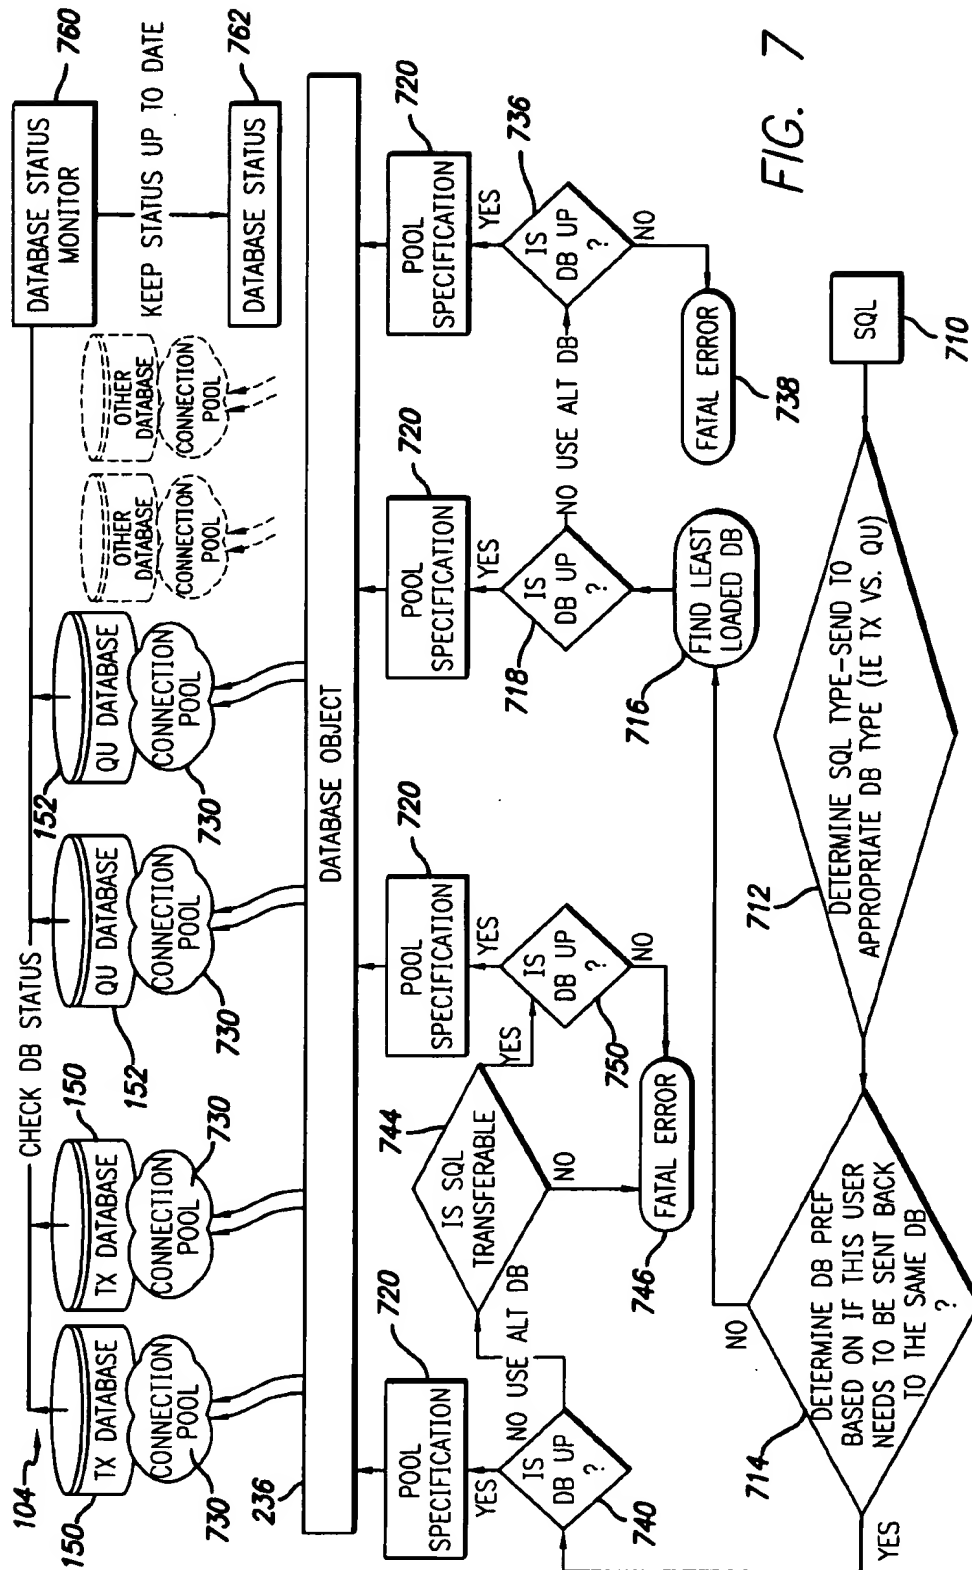 104
CHECK DB STATUS
DATABASE STATUS
MONITOR
760
KEEP STATUS UP TO DATE
DATABASE STATUS
762
150
TX DATABASE
CONNECTION
POOL
730
150
TX DATABASE
CONNECTION
POOL
730
152
QU DATABASE
CONNECTION
POOL
730
152
QU DATABASE
CONNECTION
POOL
730
OTHER
DATABASE
CONNECTION
POOL
OTHER
DATABASE
CONNECTION
POOL
236
DATABASE OBJECT
POOL
SPECIFICATION
720
POOL
SPECIFICATION
720
POOL
SPECIFICATION
720
POOL
SPECIFICATION
720
YES
IS
DB UP
?
740
NO USE ALT DB
744
IS SQL
TRANSFERABLE
YES
NO
YES
IS
DB UP
?
750
NO
FATAL ERROR
746
YES
IS
DB UP
?
718
NO USE ALT DB
YES
IS
DB UP
?
736
NO
FATAL ERROR
738
FIND LEAST
LOADED DB
716
SQL
710
DETERMINE SQL TYPE-SEND TO
APPROPRIATE DB TYPE (IE TX VS. QU)
712
714
DETERMINE DB PREF
BASED ON IF THIS USER
NEEDS TO BE SENT BACK
TO THE SAME DB
?
NO
YES
FIG. 7